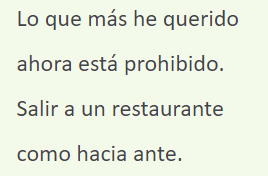 Lo que más he querido
ahora está prohibido.
Salir a un restaurante
como hacia ante.